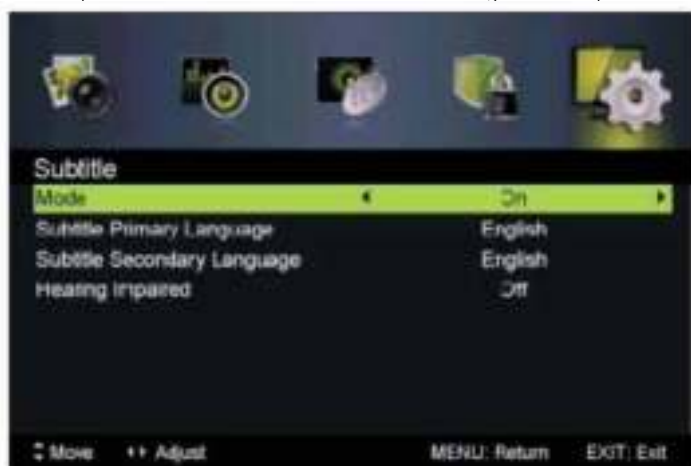 Subtitle
Mode On
Subtitle Primary Language English
Subtitle Secondary Language English
Hearing Impaired Off
Move Adjust MENU: Return EXIT: Exit